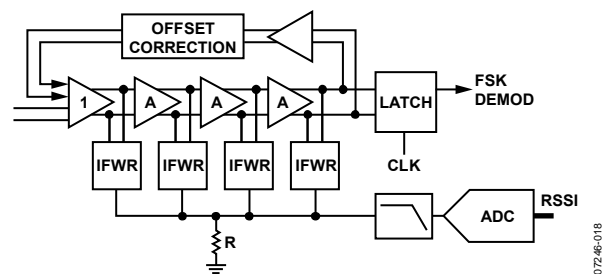 OFFSET
CORRECTION
1
A
A
A
LATCH
FSK
DEMOD
IFWR
IFWR
IFWR
IFWR
CLK
R
ADC
RSSI
07246-018